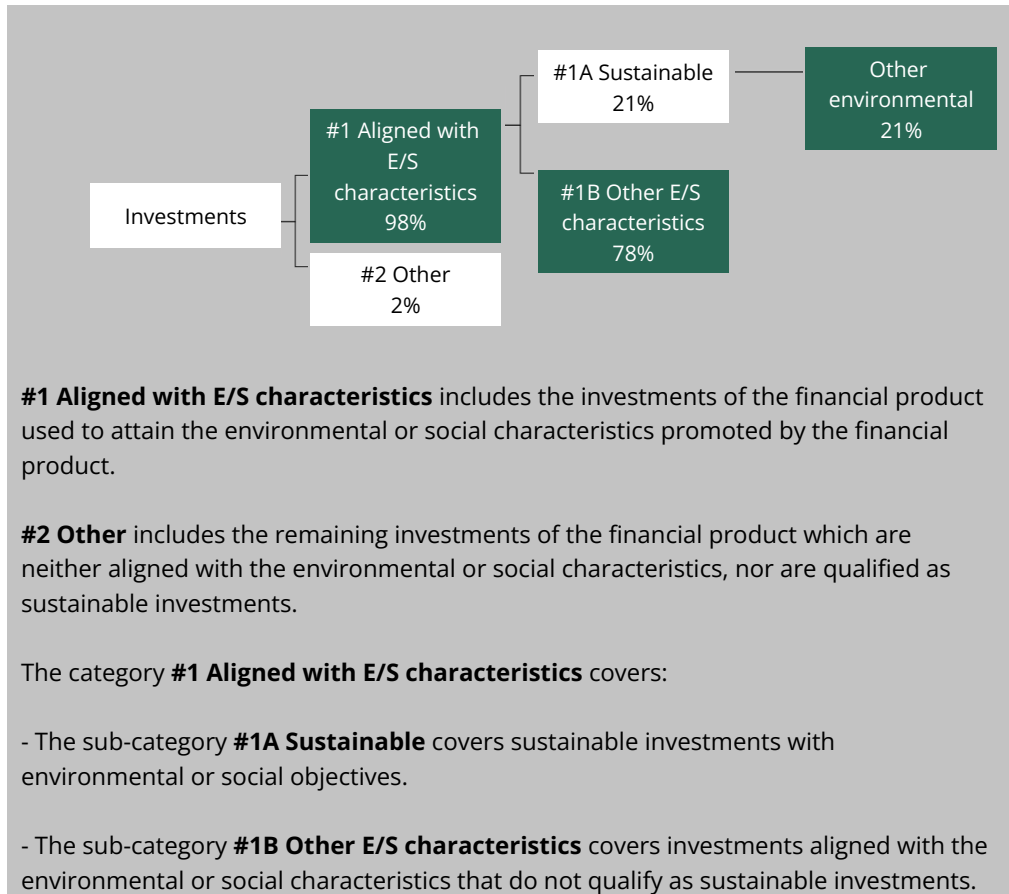 #1A Sustainable
21%
Other
environmental
21%
#1 Aligned with
E/S
characteristics
98%
#1B Other E/S
characteristics
78%
Investments
#2 Other
2%
#1 Aligned with E/S characteristics includes the investments of the financial product
used to attain the environmental or social characteristics promoted by the financial
product.
#2 Other includes the remaining investments of the financial product which are
neither aligned with the environmental or social characteristics, nor are qualified as
sustainable investments.
The category #1 Aligned with E/S characteristics covers:
- The sub-category #1A Sustainable covers sustainable investments with
environmental or social objectives.
- The sub-category #1B Other E/S characteristics covers investments aligned with the
environmental or social characteristics that do not qualify as sustainable investments.